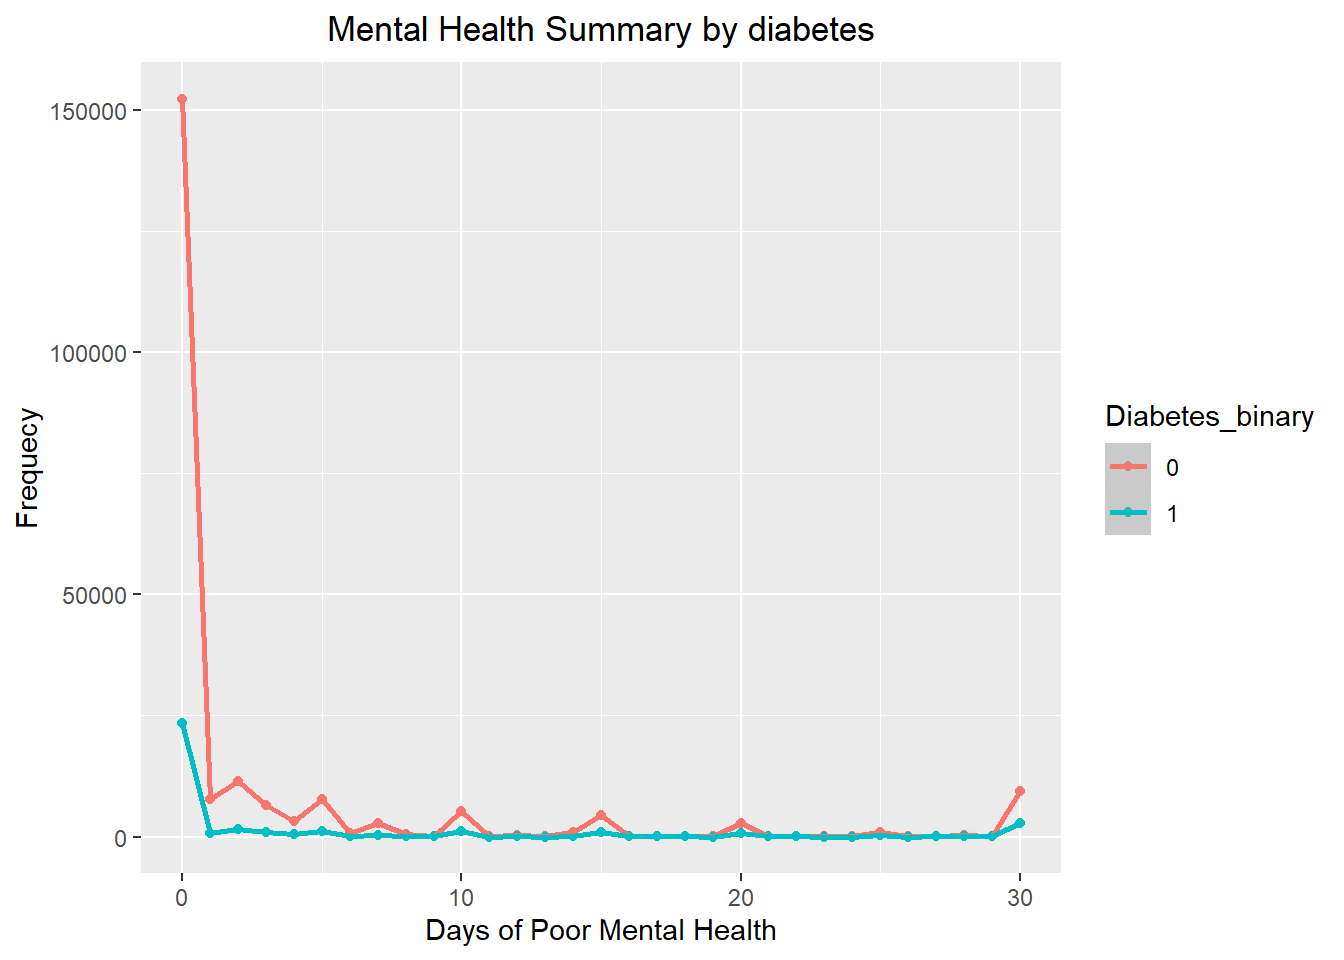 Mental Health Summary by diabetes
150000
100000
50000
0
Frequecy
0
10
20
30
Days of Poor Mental Health
Diabetes_binary
0
1